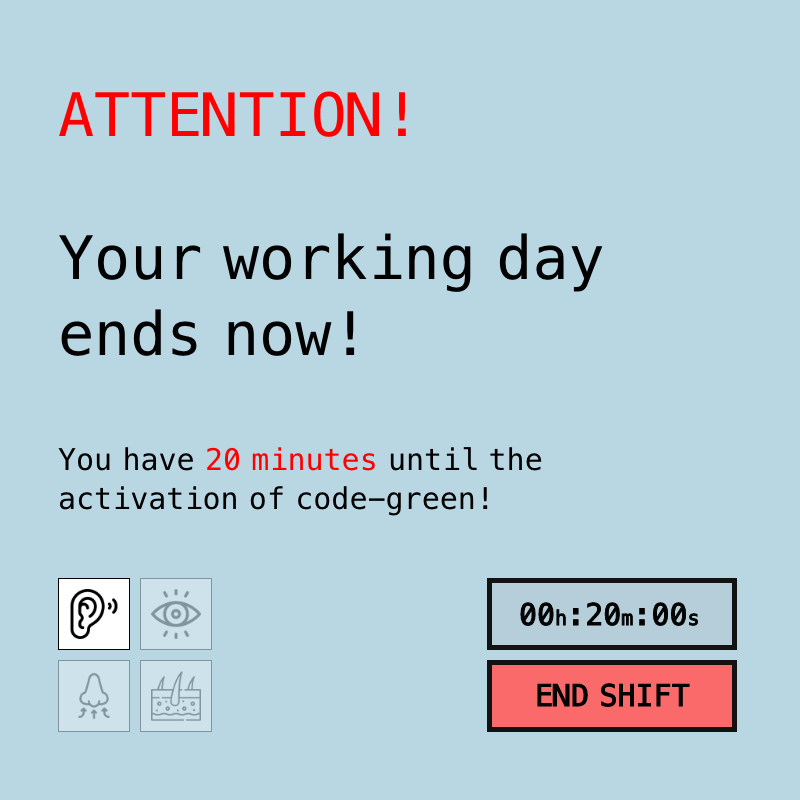 ATTENTION!
Your working day
ends now!
You have 20 minutes until the
activation of code-green!
00h:20m:00s
END SHIFT